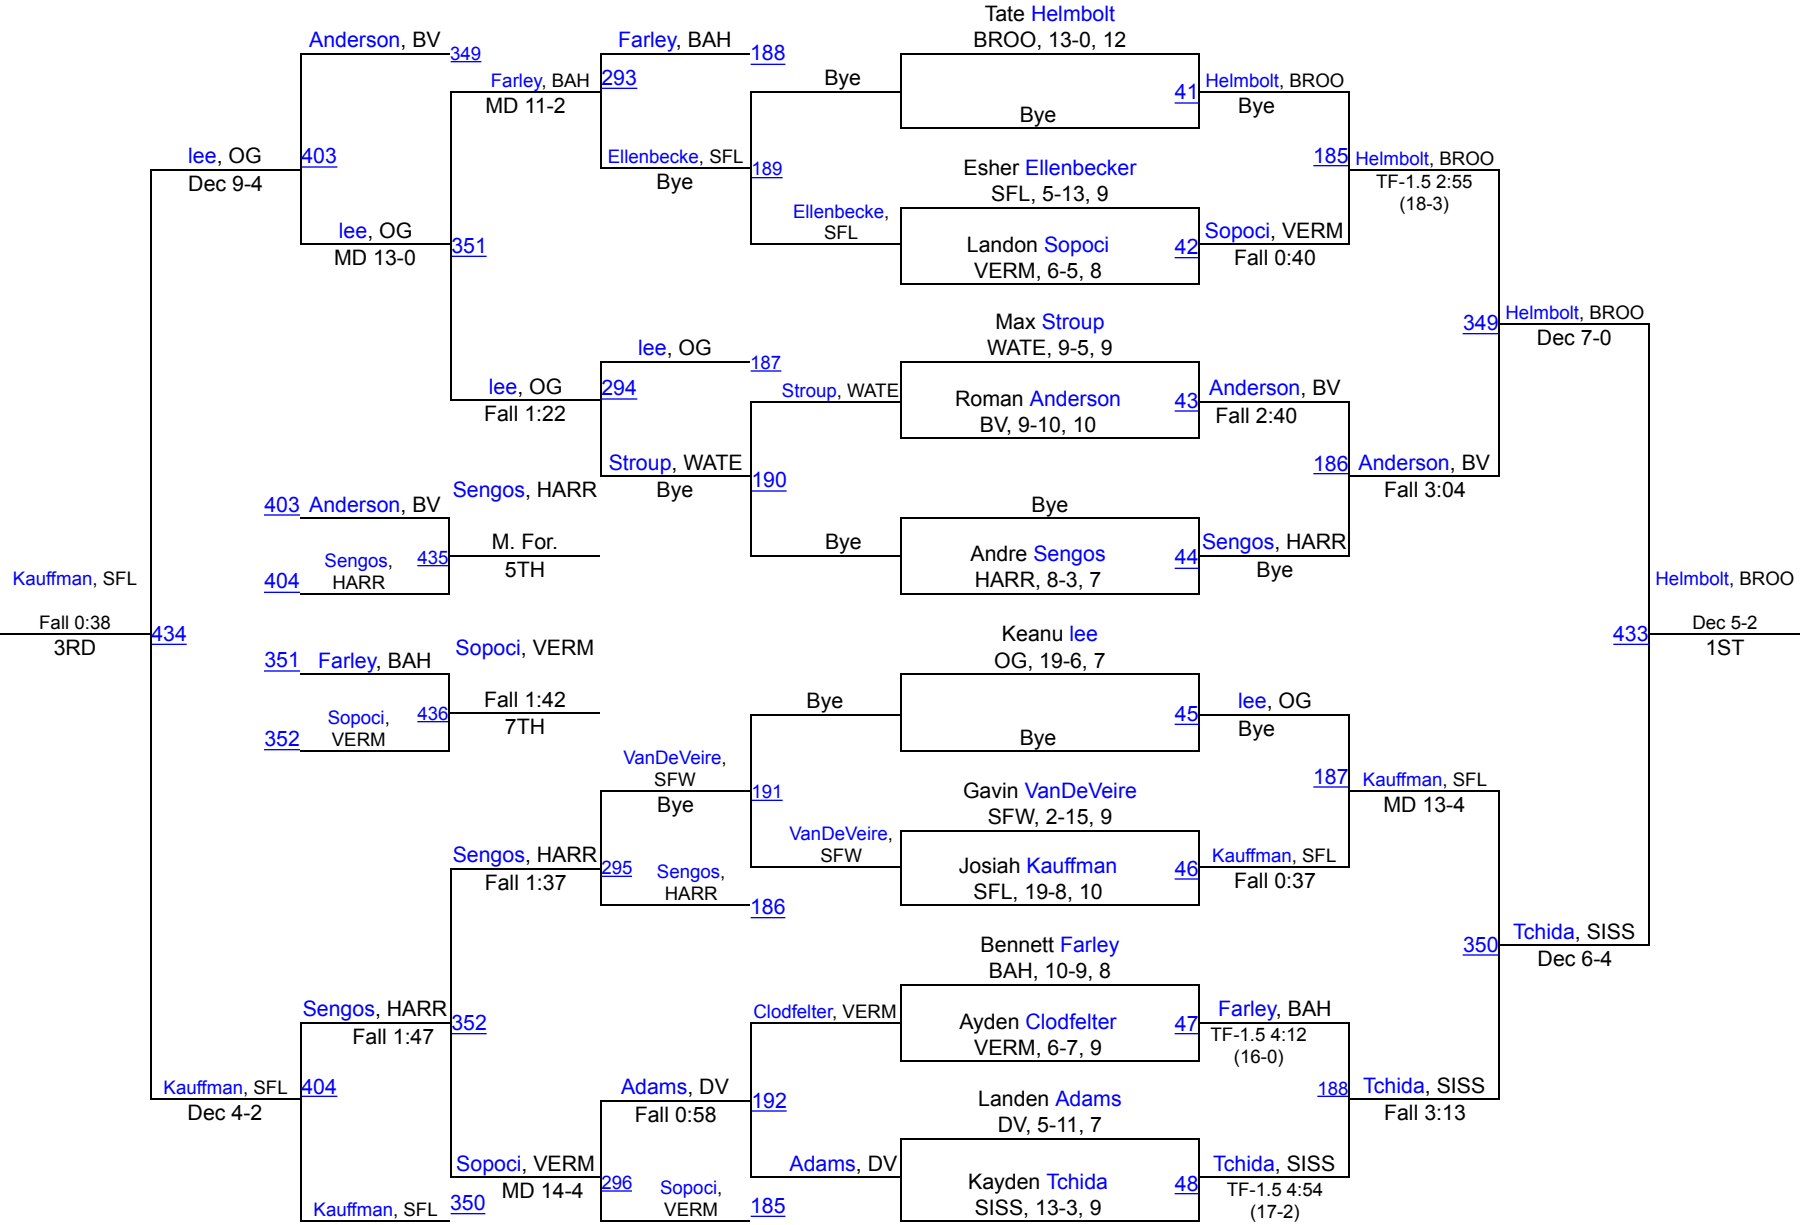 Tate Helmbolt
BROO, 13-0, 12
Bye
Esher Ellenbecker
SFL, 5-13, 9
Landon Sopoci
VERM, 6-5, 8
Max Stroup
WATE, 9-5, 9
Roman Anderson
BV, 9-10, 10
Bye
Andre Sengos
HARR, 8-3, 7
Keanu lee
OG, 19-6, 7
Bye
Gavin VanDeVeire
SFW, 2-15, 9
Josiah Kauffman
SFL, 19-8, 10
Bennett Farley
BAH, 10-9, 8
Ayden Clodfelter
VERM, 6-7, 9
Landen Adams
DV, 5-11, 7
Kayden Tchida
SISS, 13-3, 9
41
Helmbolt, BROO
Bye
42
Sopoci, VERM
Fall 0:40
43
Anderson, BV
Fall 2:40
44
Sengos, HARR
Bye
45
lee, OG
Bye
46
Kauffman, SFL
Fall 0:37
47
Farley, BAH
TF-1.5 4:12
(16-0)
48
Tchida, SISS
TF-1.5 4:54
(17-2)
185
Helmbolt, BROO
TF-1.5 2:55
(18-3)
186
Anderson, BV
Fall 3:04
187
Kauffman, SFL
MD 13-4
188
Tchida, SISS
Fall 3:13
349
Helmbolt, BROO
Dec 7-0
350
Tchida, SISS
Dec 6-4
433
Helmbolt, BROO
Dec 5-2
1ST
Bye
Ellenbecke,
SFL
Stroup, WATE
Bye
Bye
VanDeVeire,
SFW
Clodfelter, VERM
Adams, DV
Farley, BAH
188
Ellenbecke, SFL
Bye
189
lee, OG
187
Stroup, WATE
Bye
190
VanDeVeire,
SFW
Bye
191
Sengos,
HARR
186
Adams, DV
Fall 0:58
192
Sopoci,
VERM
185
Farley, BAH
MD 11-2
293
lee, OG
Fall 1:22
294
Sengos, HARR
Fall 1:37
295
Sopoci, VERM
MD 14-4
296
Anderson, BV
349
lee, OG
MD 13-0
351
Sengos, HARR
Fall 1:47
352
Kauffman, SFL
350
lee, OG
Dec 9-4
403
Kauffman, SFL
Dec 4-2
404
Kauffman, SFL
Fall 0:38
3RD
434
403
Anderson, BV
404
Sengos,
HARR
435
Sengos, HARR
M. For.
5TH
351
Farley, BAH
352
Sopoci,
VERM
436
Sopoci, VERM
Fall 1:42
7TH